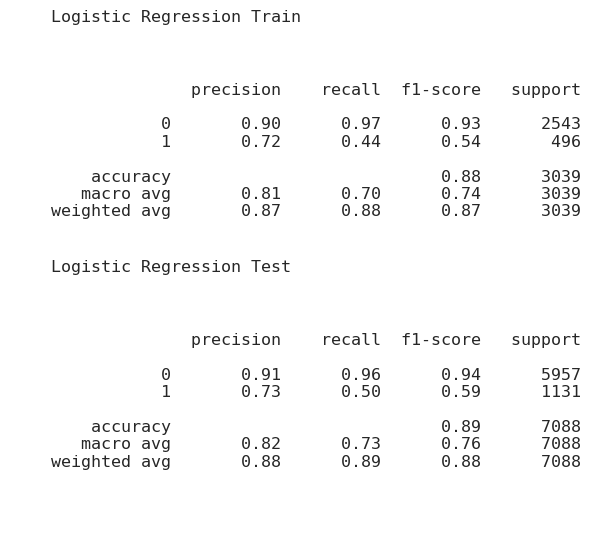 Logistic Regression Train
precision recall f1-score support
0 0.90 0.97 0.93 2543
1 0.72 0.44 0.54 496
accuracy 0.88 3039
macro avg 0.81 0.70 0.74 3039
weighted avg 0.87 0.88 0.87 3039
Logistic Regression Test
precision recall f1-score support
0 0.91 0.96 0.94 5957
1 0.73 0.50 0.59 1131
accuracy 0.89 7088
macro avg 0.82 0.73 0.76 7088
weighted avg 0.88 0.89 0.88 7088